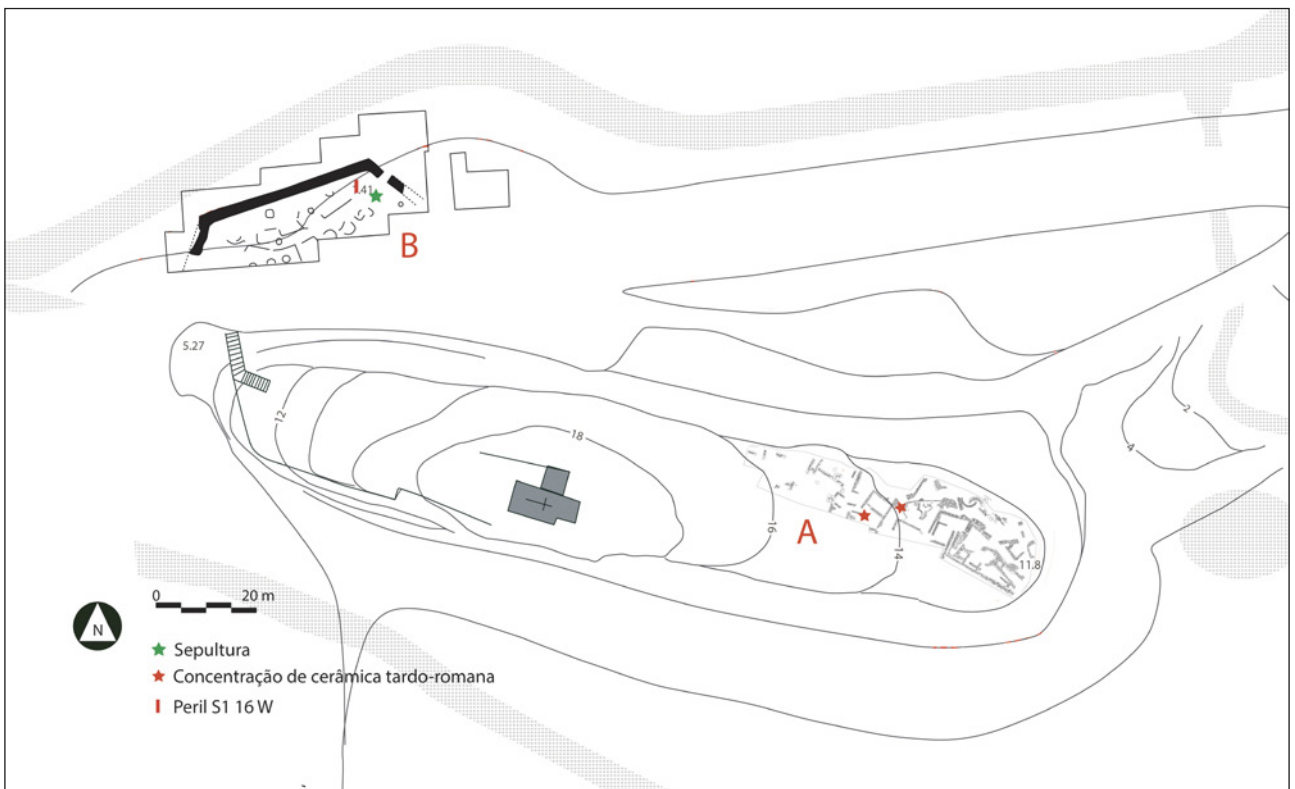 .41
B
5.27
12
18
2
4
16
A
14
11.8
0 20 m
N
Sepultura
Concentração de cerâmica tardo-romana
Peril S1 16 W